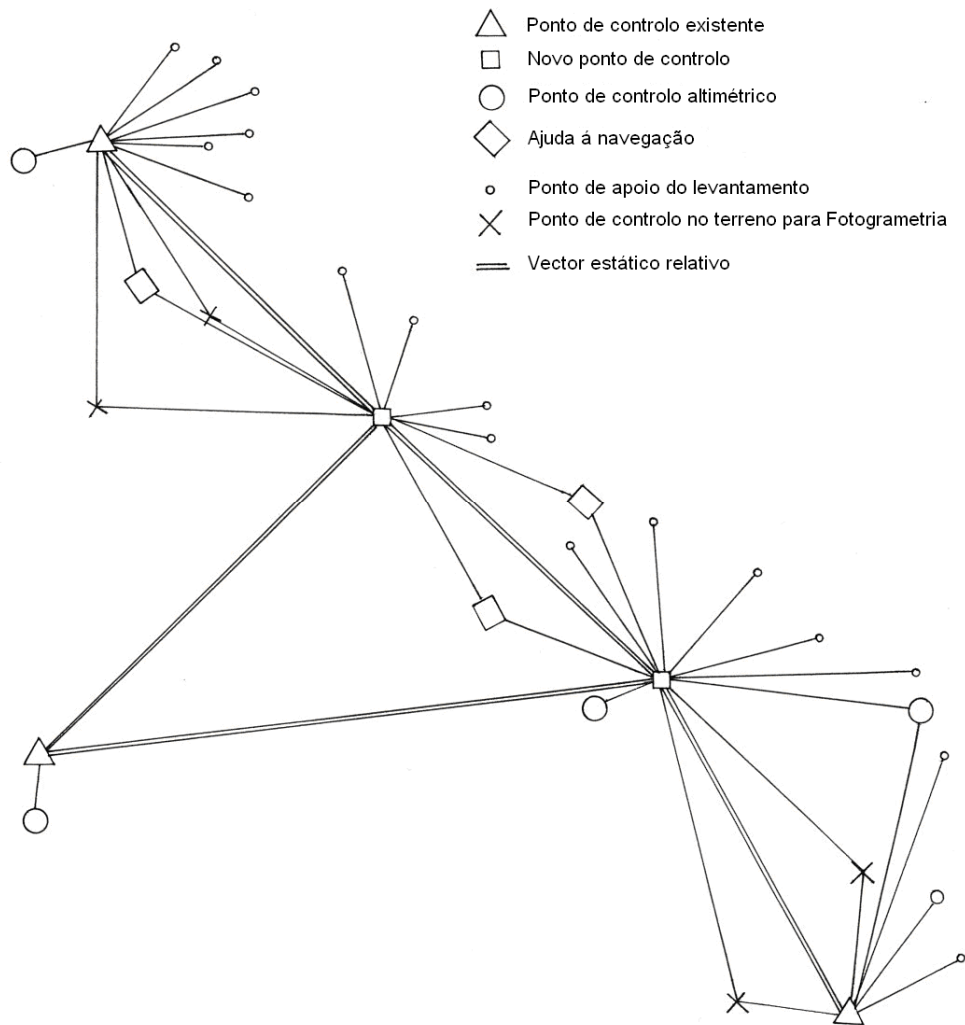 Ponto de controlo existente
Novo ponto de controlo
Ponto de controlo altimétrico
Ajuda á navegação
Ponto de apoio do levantamento
Ponto de controlo no terreno para Fotogrametria
Vector estático relativo